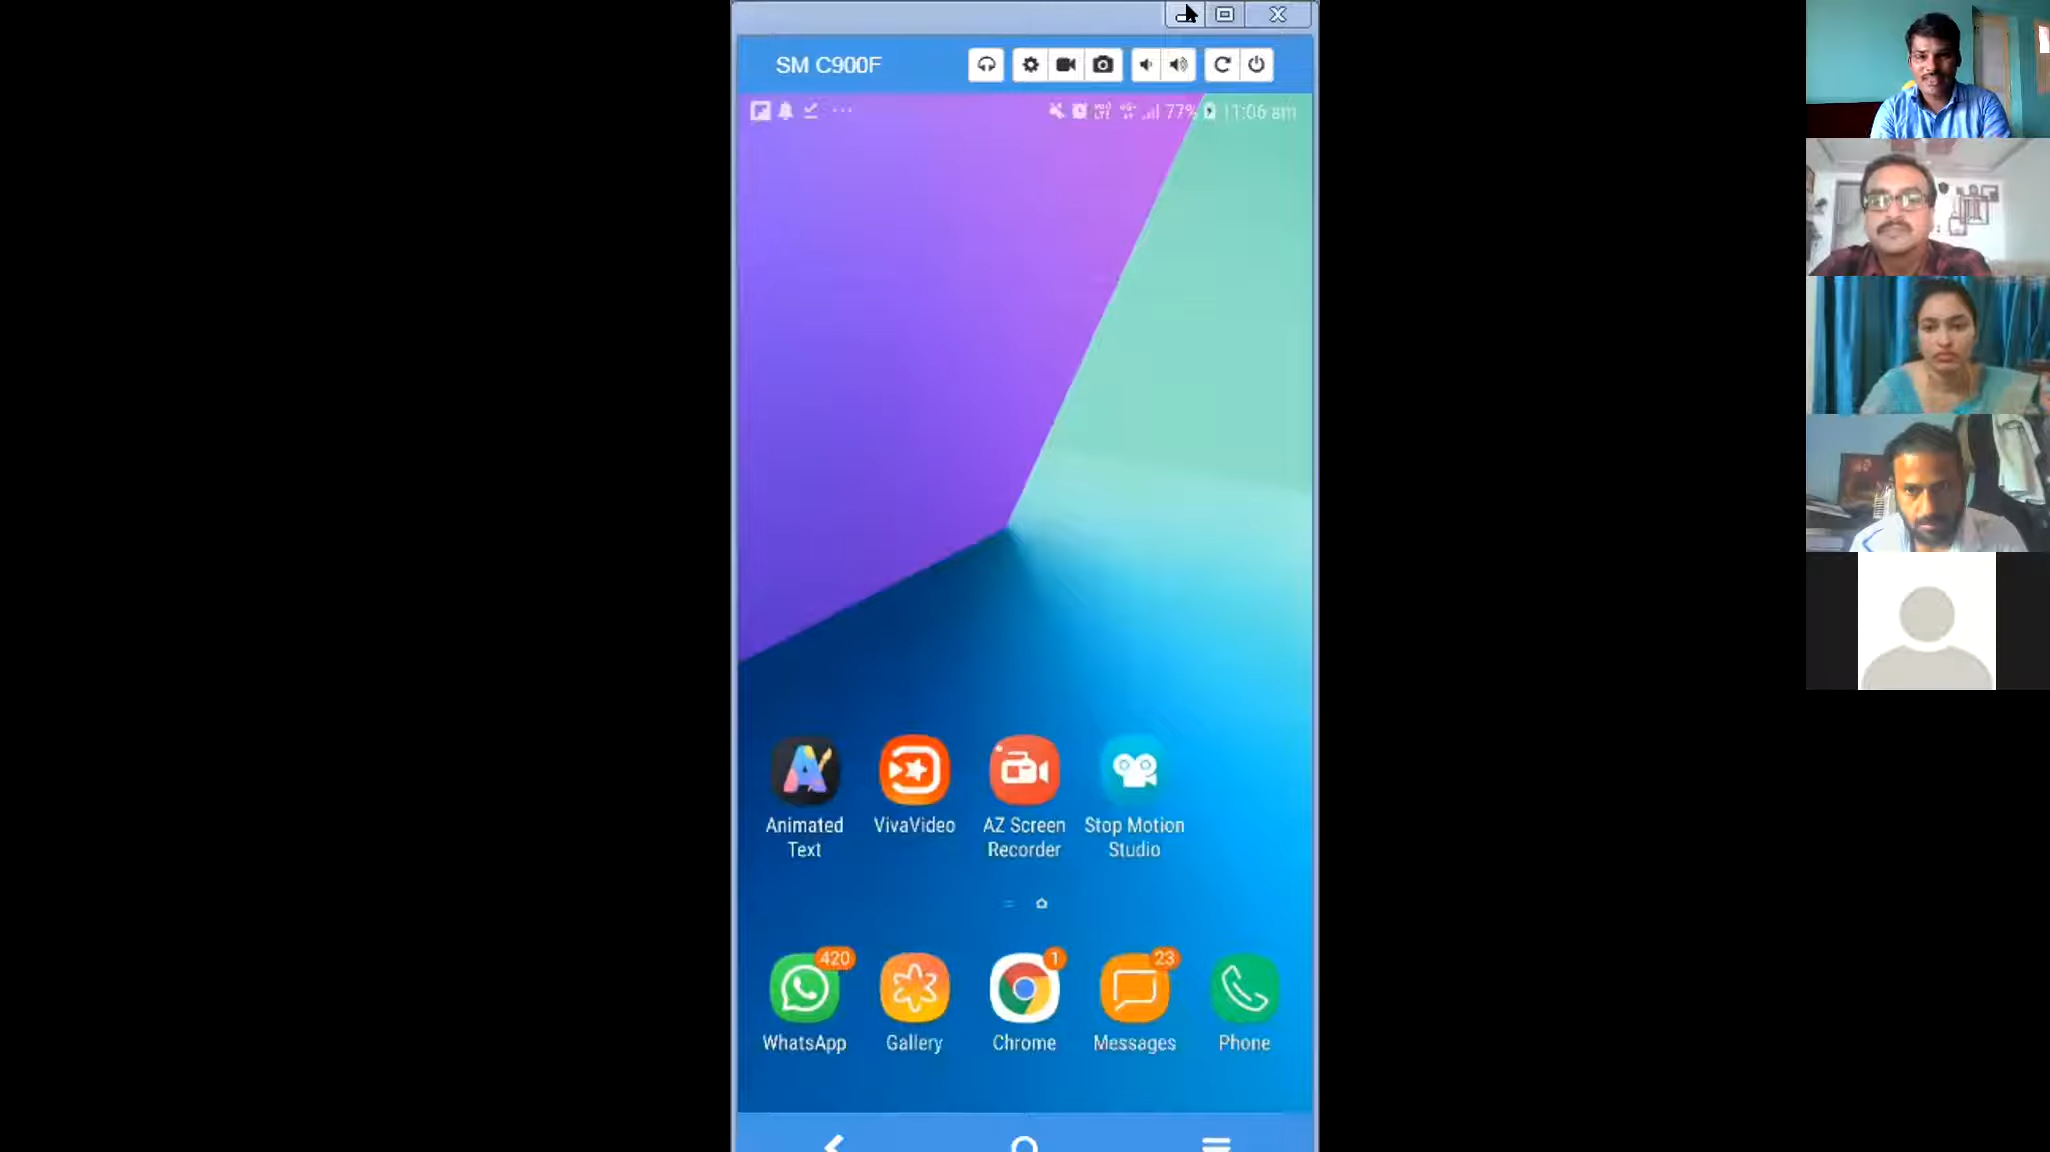 SM C900F
77% 11:06 am
Animated
Text
VivaVideo
AZ Screen
Recorder
Stop Motion
Studio
420
1
23
WhatsApp
Gallery
Chrome
Messages
Phone